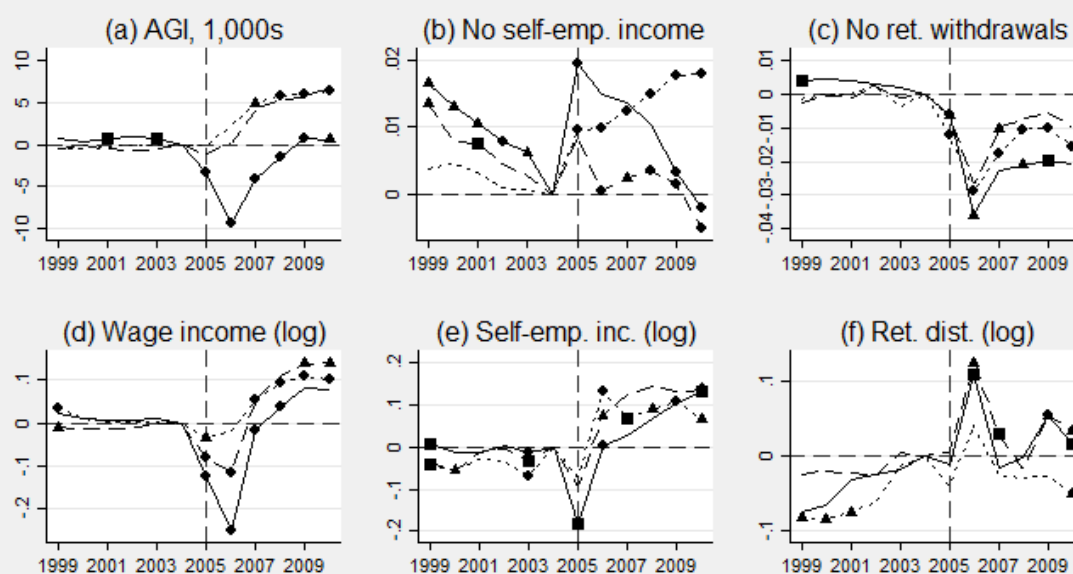 (a) AGI, 1,000s
10
5
0
-5
-10
1999 2001 2003 2005 2007 2009
(b) No self-emp. income
.02
.01
0
1999 2001 2003 2005 2007 2009
(c) No ret. withdrawals
.01
0
-.04-.03-.02-.01
1999 2001 2003 2005 2007 2009
(d) Wage income (log)
.1
0
-.1
-.2
1999 2001 2003 2005 2007 2009
(e) Self-emp. inc. (log)
.2
.1
0
-.1
-.2
1999 2001 2003 2005 2007 2009
(f) Ret. dist. (log)
.1
0
-.1
1999 2001 2003 2005 2007 2009